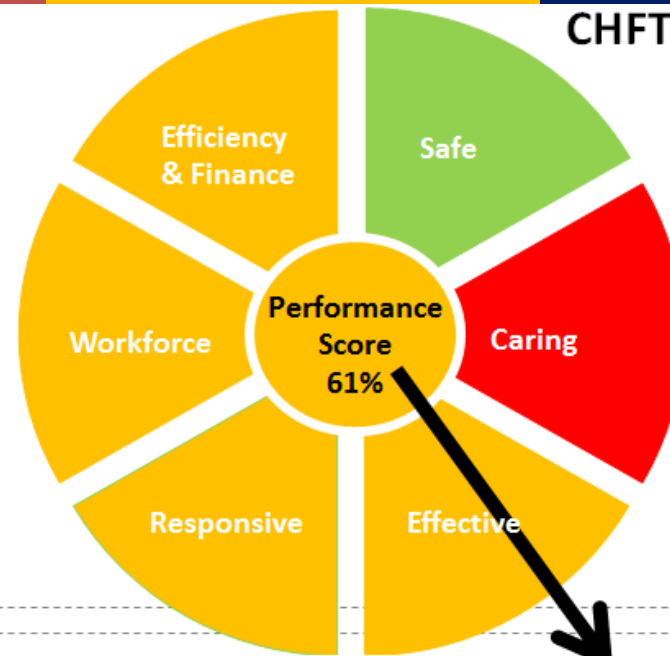 CHFT
Efficiency
& Finance
Safe
Performance
Score
61%
Workforce
Caring
Responsive
Effective